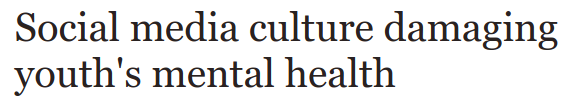 Social media culture damaging
youth's mental health